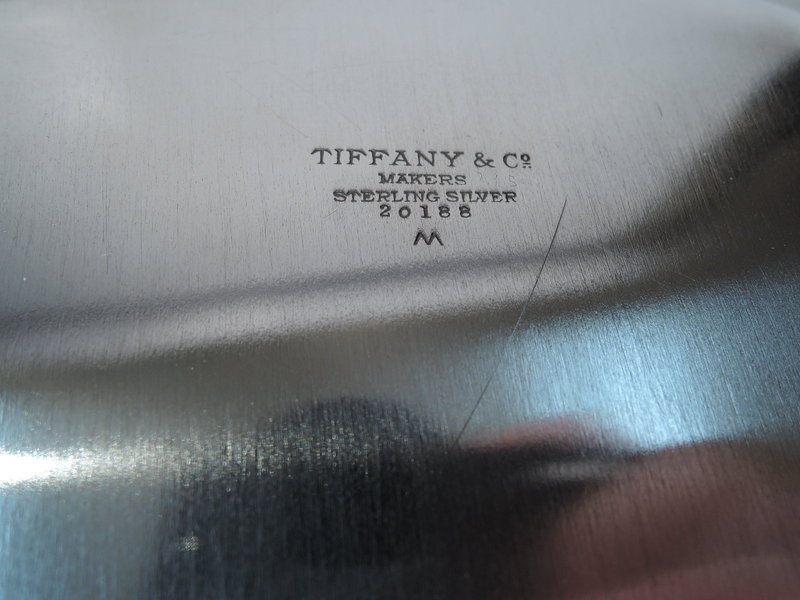 TIFFANY & Cº
MAKERS
STERLING SILVER
20188
M